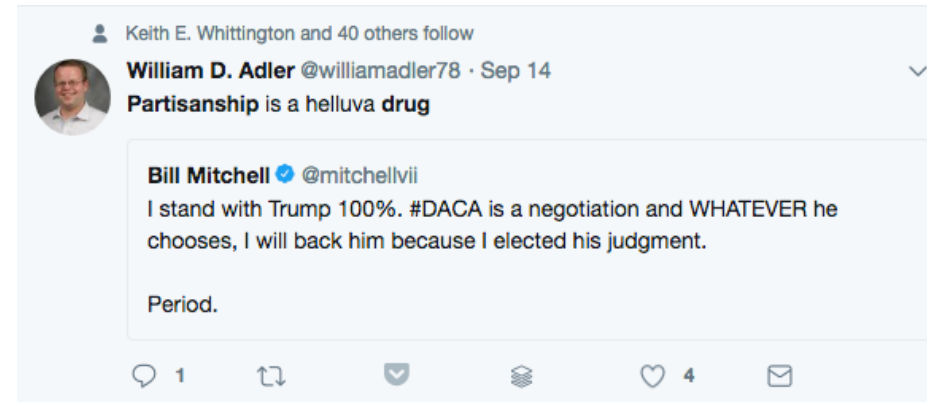 Keith E. Whittington and 40 others follow
William D. Adler @williamadler78 · Sep 14
Partisanship is a helluva drug
Bill Mitchell @mitchellvii
I stand with Trump 100%. #DACA is a negotiation and WHATEVER he
chooses, I will back him because I elected his judgment.
Period.
1 4